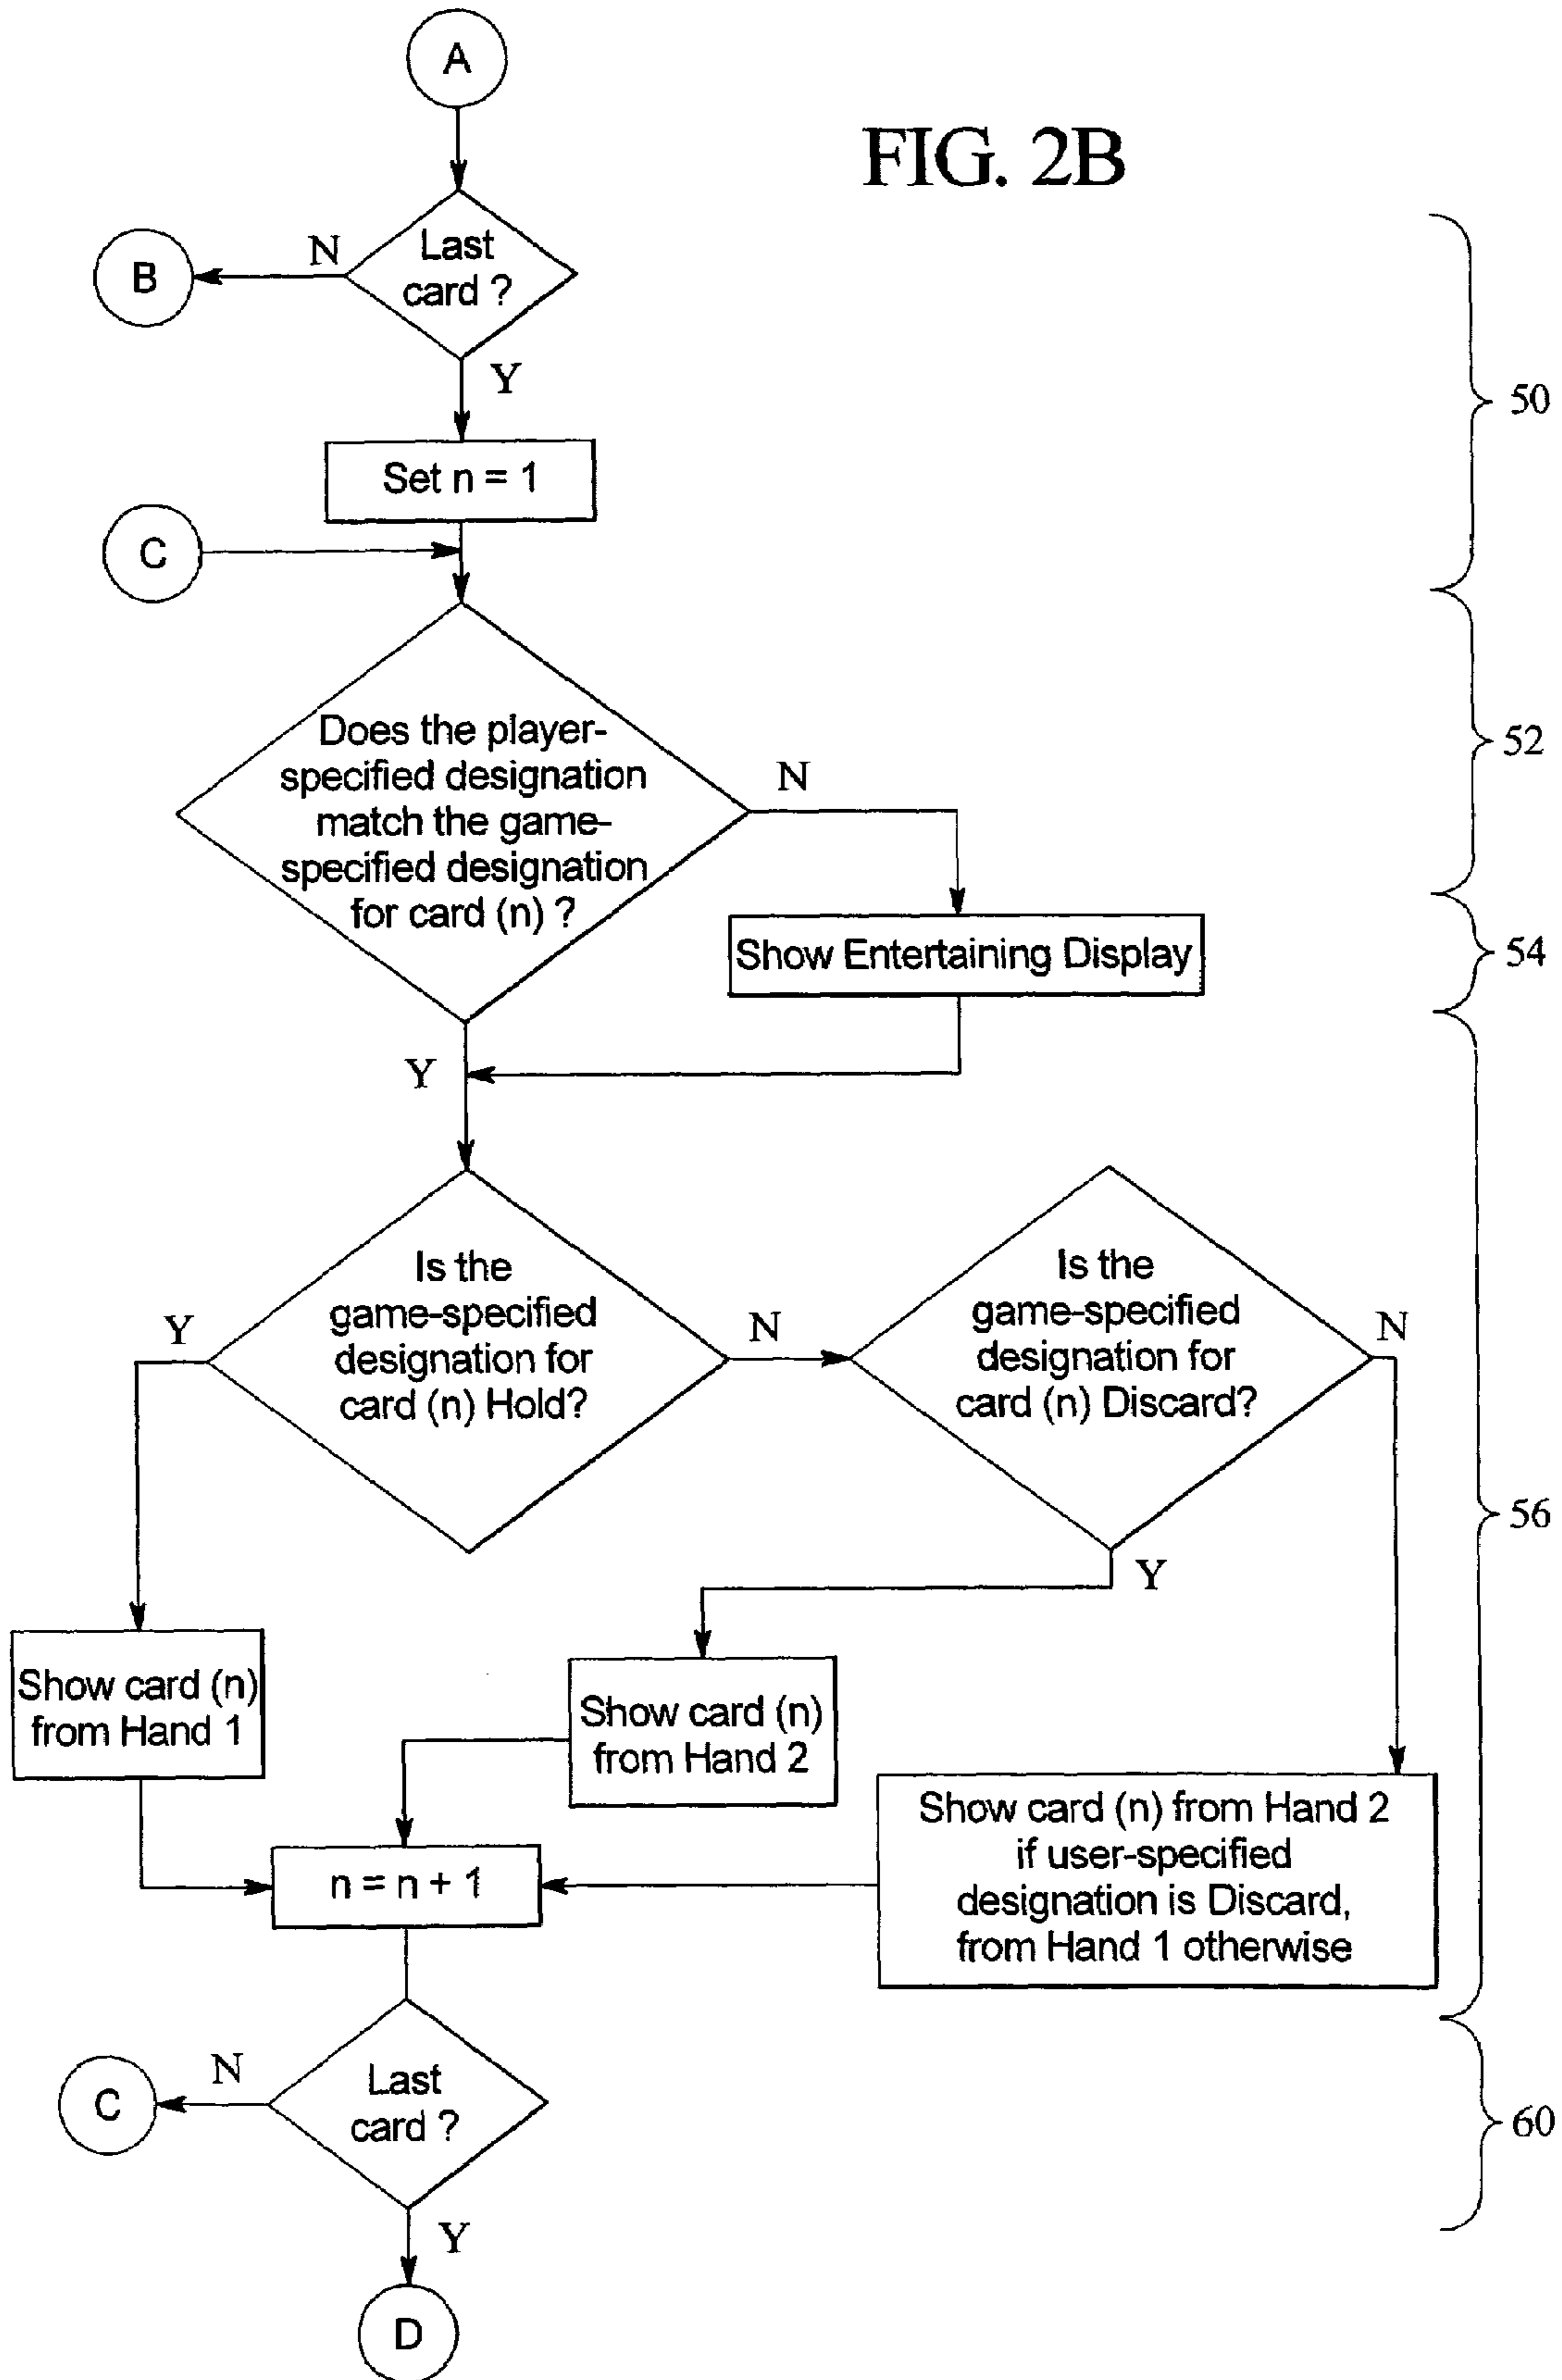 A
FIG. 2B
N
Last
card ?
B
Y
50
Set n = 1
C
Does the player-
specified designation
match the game-
specified designation
for card (n) ?
N
52
Show Entertaining Display
54
Y
Is the
game-specified
designation for
card (n) Hold?
Y
N
Is the
game-specified
designation for
card (n) Discard?
N
Y
56
Show card (n)
from Hand 1
Show card (n)
from Hand 2
Show card (n) from Hand 2
if user-specified
designation is Discard,
from Hand 1 otherwise
n = n + 1
Last
card ?
N
C
60
Y
D